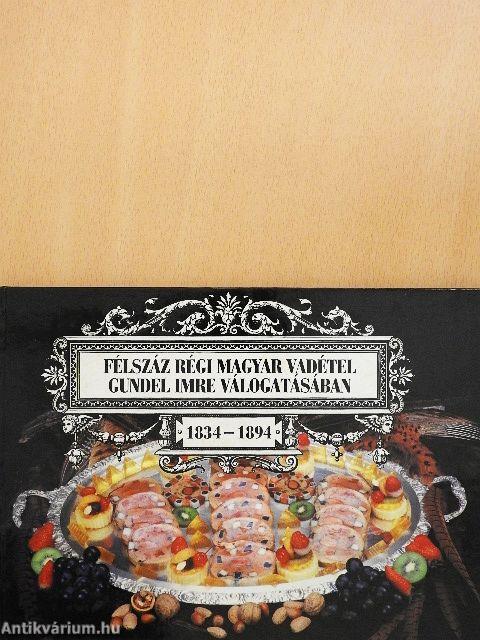 FÉLSZÁZ RÉGI MAGYAR VADÉTEL
GUNDEL IMRE VÁLOGATÁSÁBAN
1834–1894
Antikvárium.hu